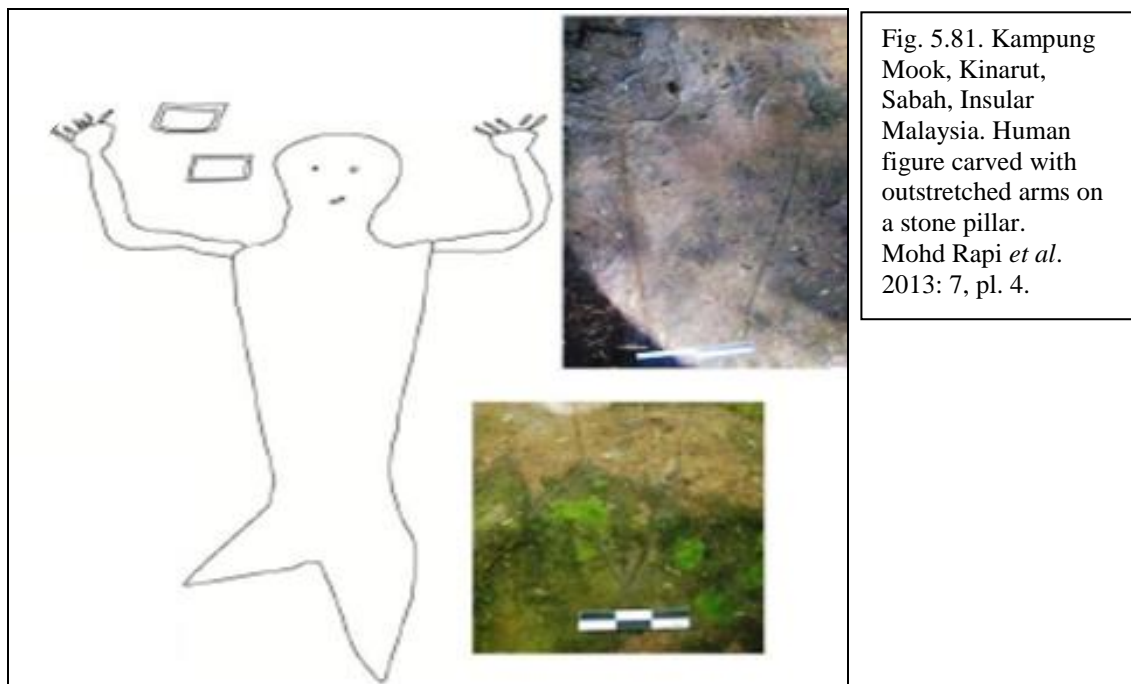 Fig. 5.81. Kampung
Mook, Kinarut,
Sabah, Insular
Malaysia. Human
figure carved with
outstretched arms on
a stone pillar.
Mohd Rapi et al.
2013: 7, pl. 4.